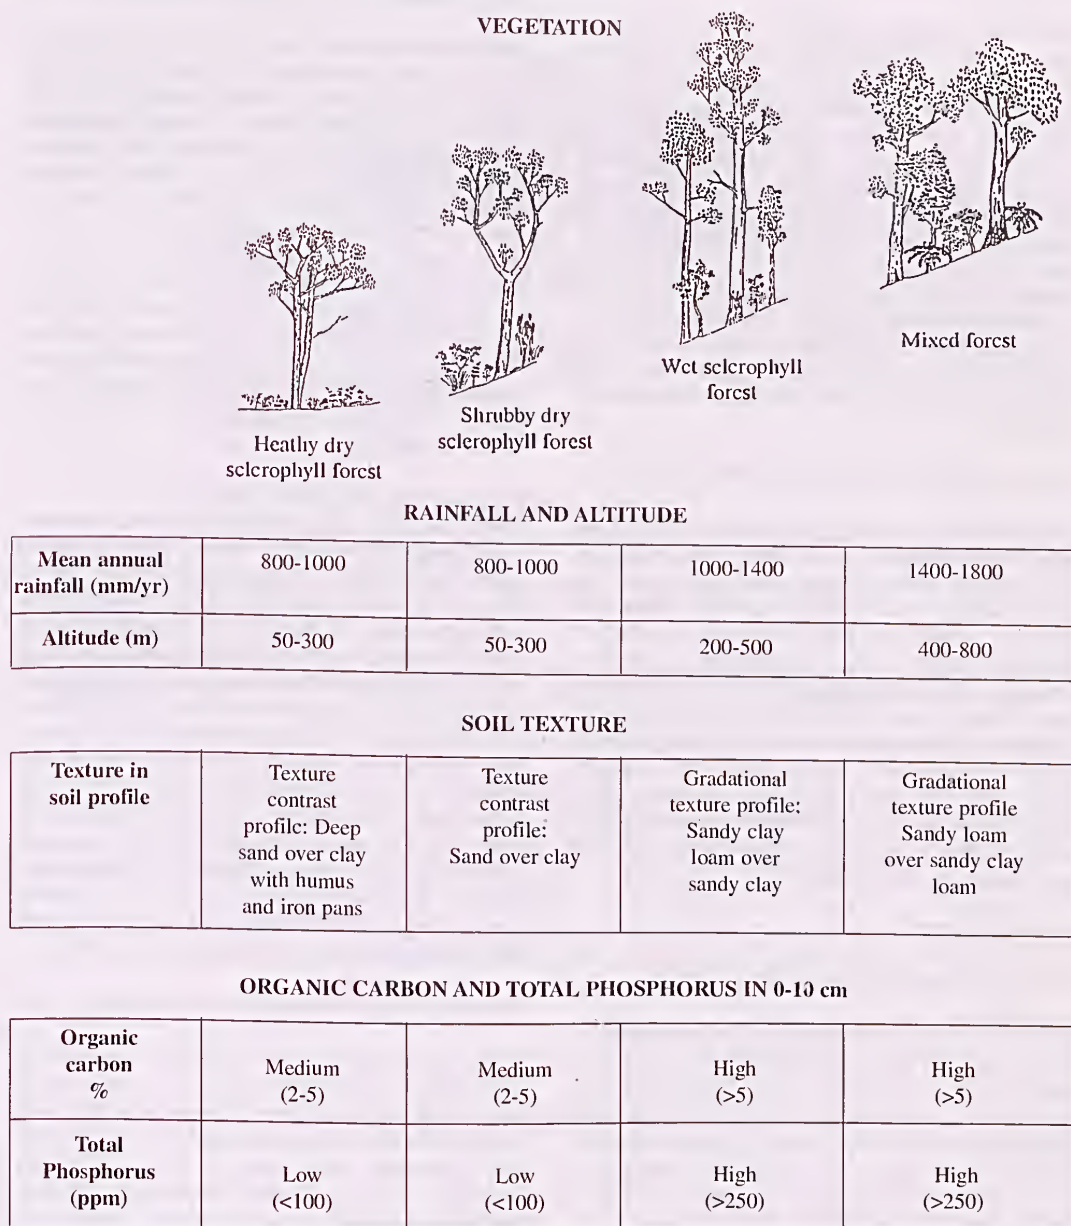 VEGETATION
Heathy dry
sclerophyll forest
Shrubby dry
sclerophyll forest
Wet sclerophyll
forest
Mixed forest
RAINFALL AND ALTITUDE
Mean annual
rainfall (mm/yr)
800-1000
800-1000
1000-1400
1400-1800
Altitude (m)
50-300
50-300
200-500
400-800
SOIL TEXTURE
Texture in
soil profile
Texture
contrast
profile: Deep
sand over clay
with humus
and iron pans
Texture
contrast
profile:
Sand over clay
Gradational
texture profile:
Sandy clay
loam over
sandy clay
Gradational
texture profile
Sandy loam
over sandy clay
loam
ORGANIC CARBON AND TOTAL PHOSPHORUS IN 0-10 cm
Organic
carbon
%
Medium
(2-5)
Medium
(2-5)
High
(>5)
High
(>5)
Total
Phosphorus
(ppm)
Low
(<100)
Low
(<100)
High
(>250)
High
(>250)